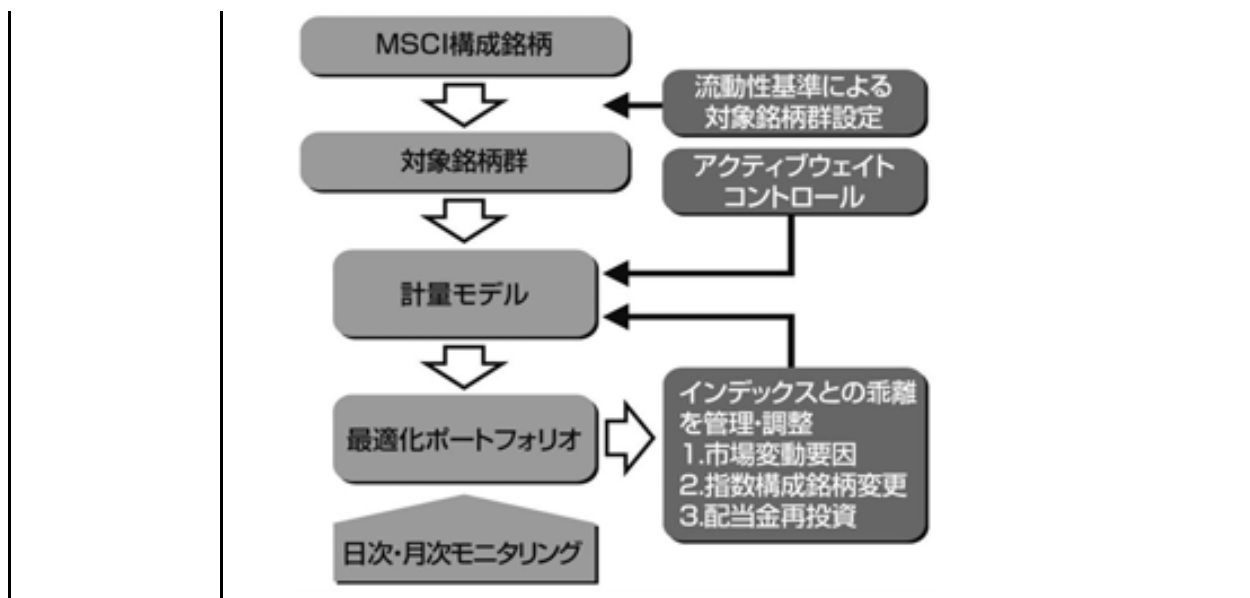 MSCI構成銘柄
流動性基準による
対象銘柄群設定
対象銘柄群
アクティブウェイト
コントロール
計量モデル
最適化ポートフォリオ
インデックスとの乖離
を管理・調整
1.市場変動要因
2.指数構成銘柄変更
3.配当金再投資
日次・月次モニタリング